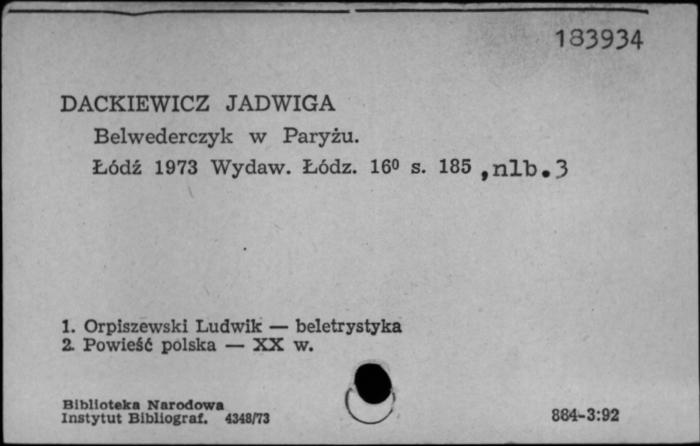 183934
DACKIEWICZ JADWIGA
Belwederczyk w Paryżu.
Łódź 1973 Wydaw. Łódz. 16⁰ s. 185 ,nlb.3
1. Orpiszewski Ludwik — beletrystyka
2. Powieść polska — XX w.
Biblioteka Narodowa
Instytut Bibliograf. 4348/73
884-3:92